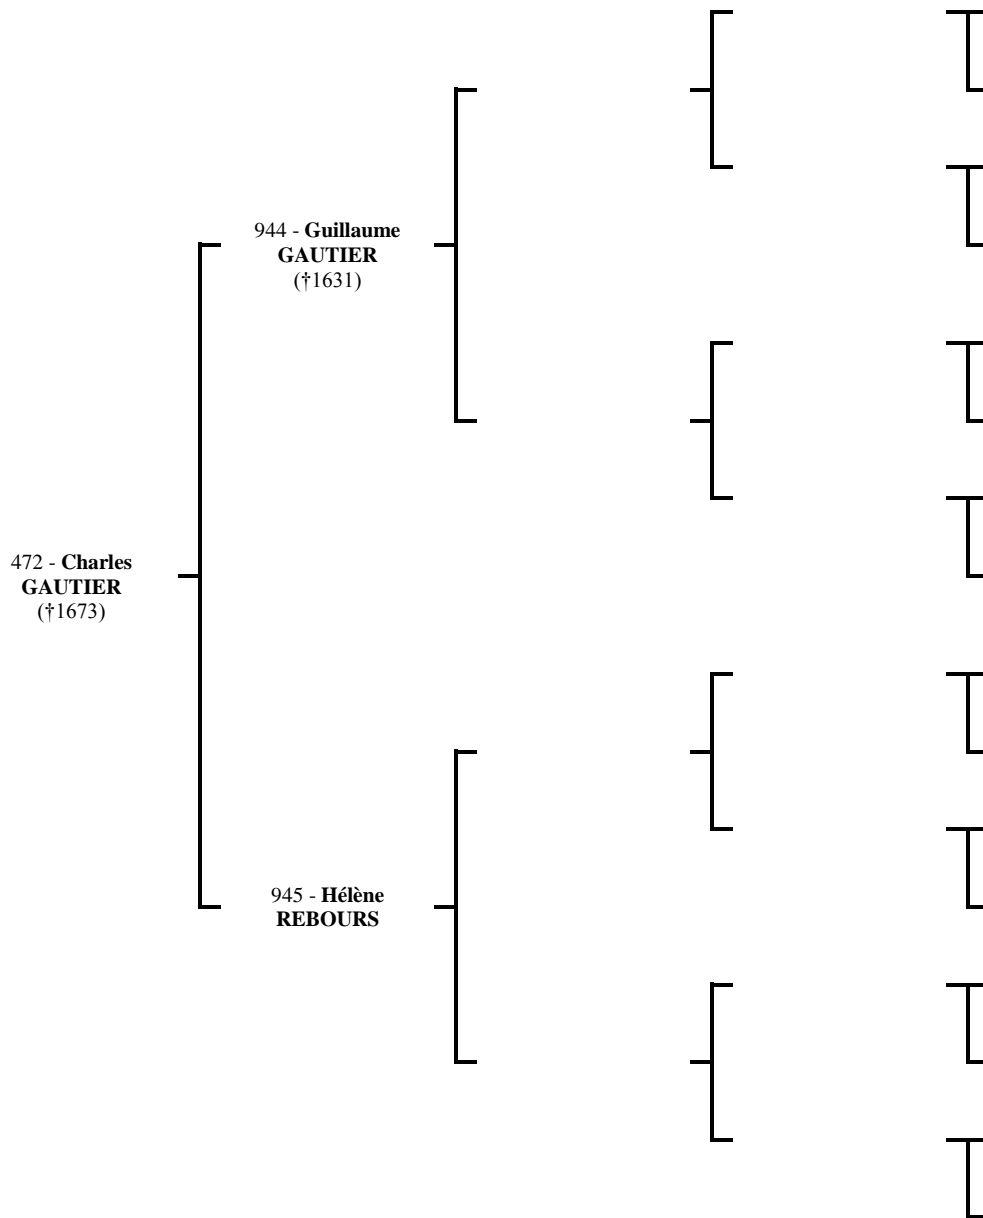 944 - Guillaume
GAUTIER
(†1631)
472 - Charles
GAUTIER
(†1673)
945 - Hélène
REBOURS